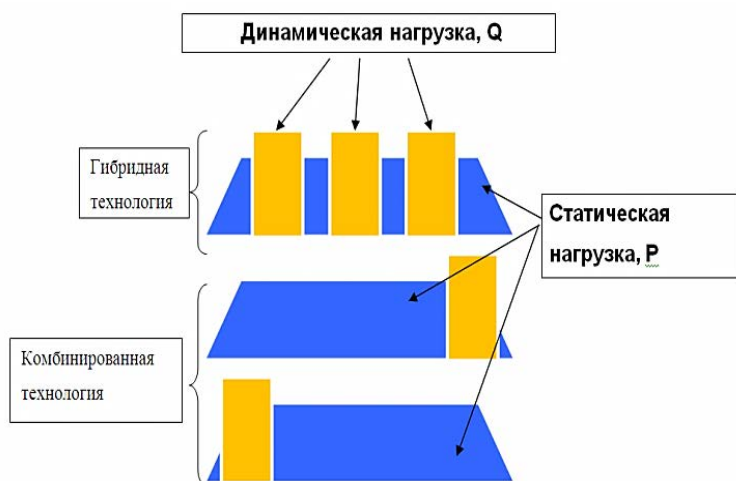 Динамическая нагрузка, Q
Гибридная
технология
Статическая
нагрузка, P
Комбинированная
технология